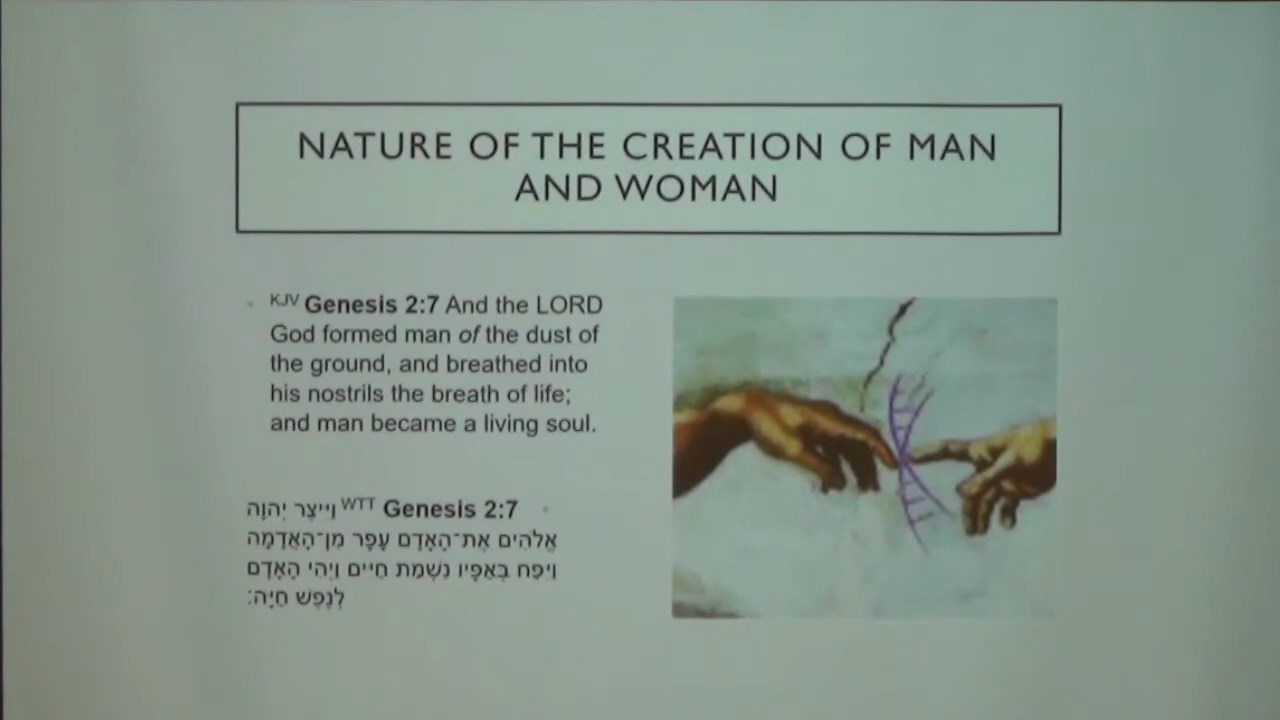 NATURE OF THE CREATION OF MAN
AND WOMAN
KJV Genesis 2:7 And the LORD
God formed man of the dust of
the ground, and breathed into
his nostrils the breath of life;
and man became a living soul.
WTT Genesis 2:7 וַיִּיצֶר יְהוָה
אֱלֹהִים אֶת־הָאָדָם עָפָר מִן־הָאֲדָמָה
וַיִּפַּח בְּאַפָּיו נִשְׁמַת חַיִּים וַיְהִי הָאָדָם
לְנֶפֶשׁ חַיָּה׃